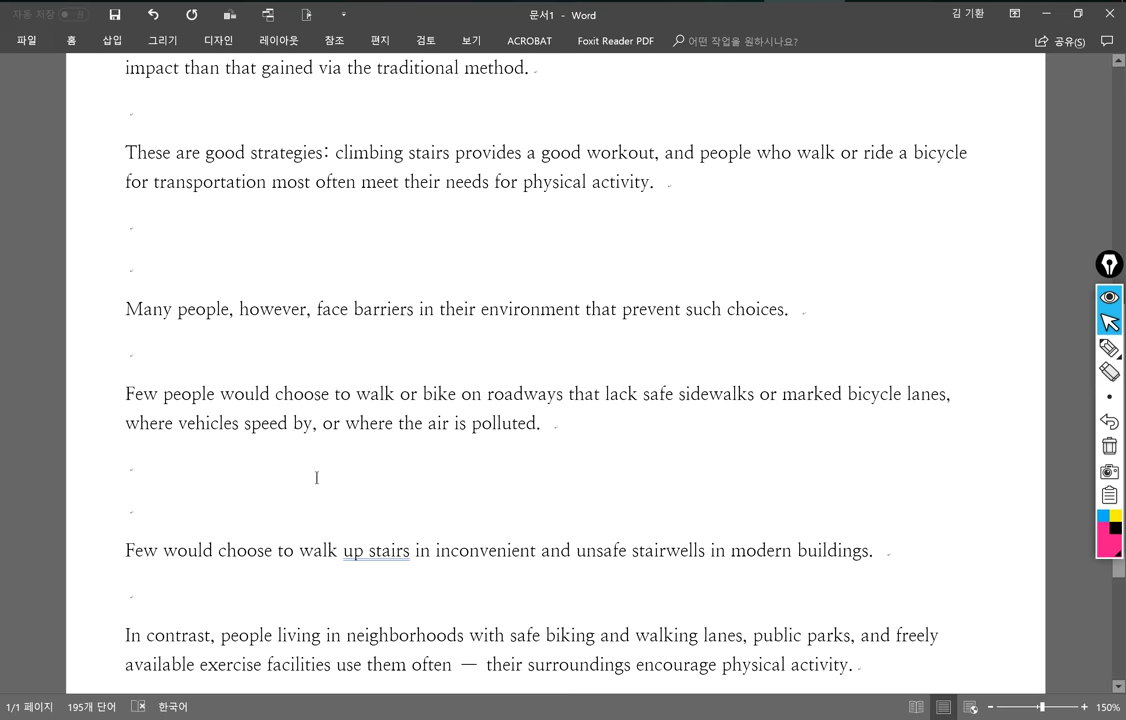 자동 저장
문서1 - Word
김 기환
파일 홈 삽입 그리기 디자인 레이아웃 참조 편지 검토 보기 ACROBAT Foxit Reader PDF 어떤 작업을 원하시나요? 공유(S)
impact than that gained via the traditional method.
These are good strategies: climbing stairs provides a good workout, and people who walk or ride a bicycle
for transportation most often meet their needs for physical activity.
Many people, however, face barriers in their environment that prevent such choices.
Few people would choose to walk or bike on roadways that lack safe sidewalks or marked bicycle lanes,
where vehicles speed by, or where the air is polluted.
Few would choose to walk up stairs in inconvenient and unsafe stairwells in modern buildings.
In contrast, people living in neighborhoods with safe biking and walking lanes, public parks, and freely
available exercise facilities use them often — their surroundings encourage physical activity.
1/1 페이지 195개 단어 한국어 150%